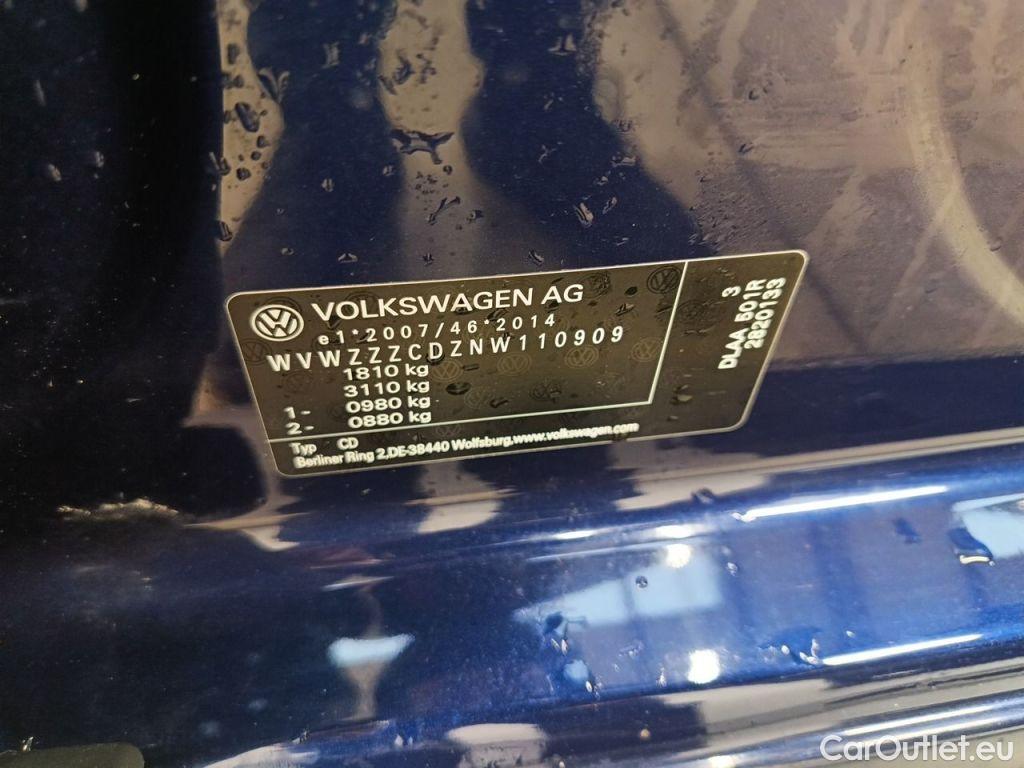 VOLKSWAGEN AG
e1*2007/46*2014
WVWZZZCDZNW110909
1810 kg
3110 kg
1- 0980 kg
2- 0880 kg
Typ CD
Berliner Ring 2,DE-38440 Wolfsburg,www.volkswagen.com
3
DLAA B01R
2820133
CarOutlet.eu